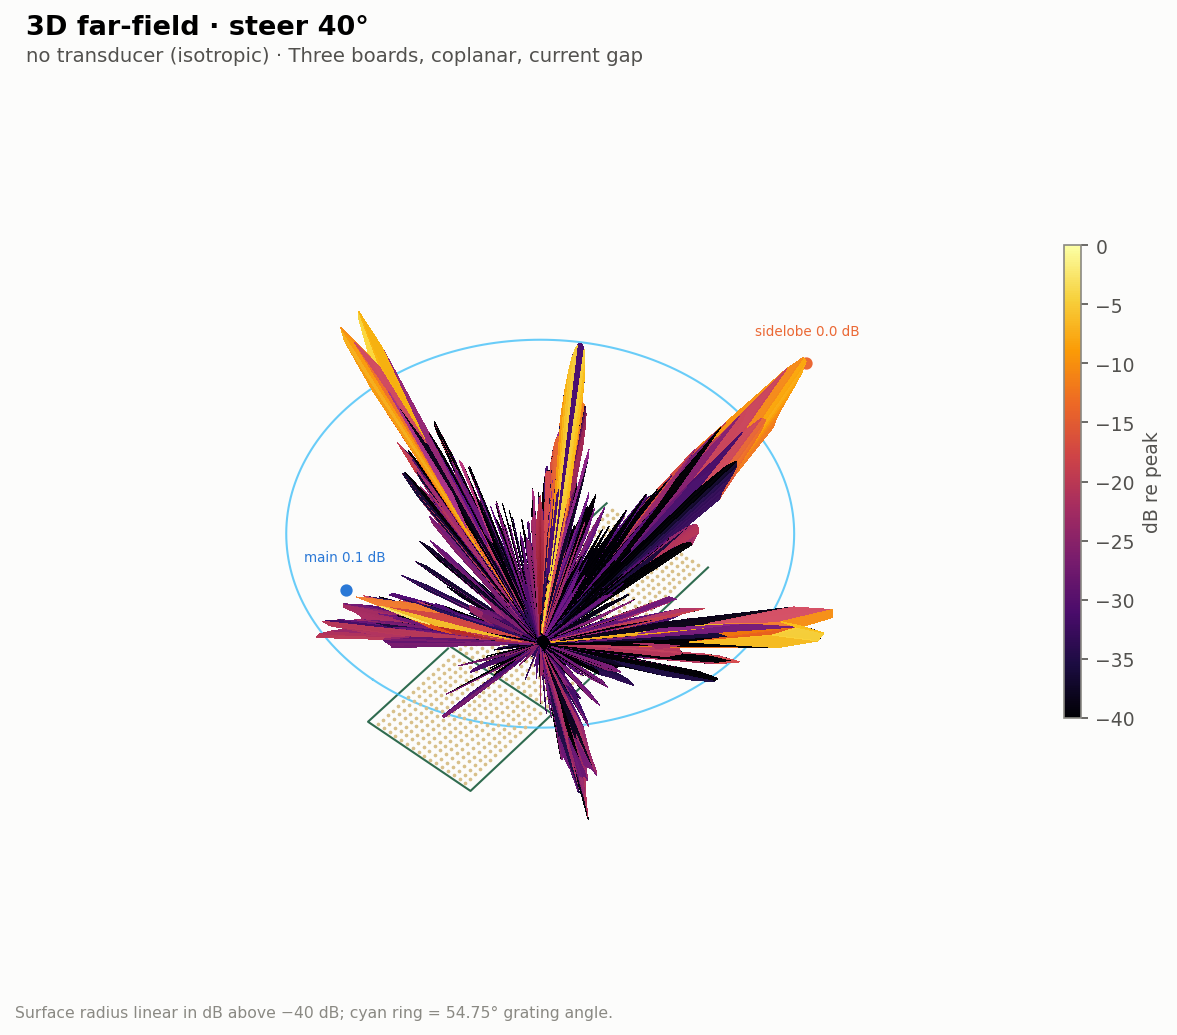 3D far-field · steer 40°
no transducer (isotropic) · Three boards, coplanar, current gap
sidelobe 0.0 dB
main 0.1 dB
0
−5
−10
−15
−20
−25
−30
−35
−40
dB re peak
Surface radius linear in dB above −40 dB; cyan ring = 54.75° grating angle.